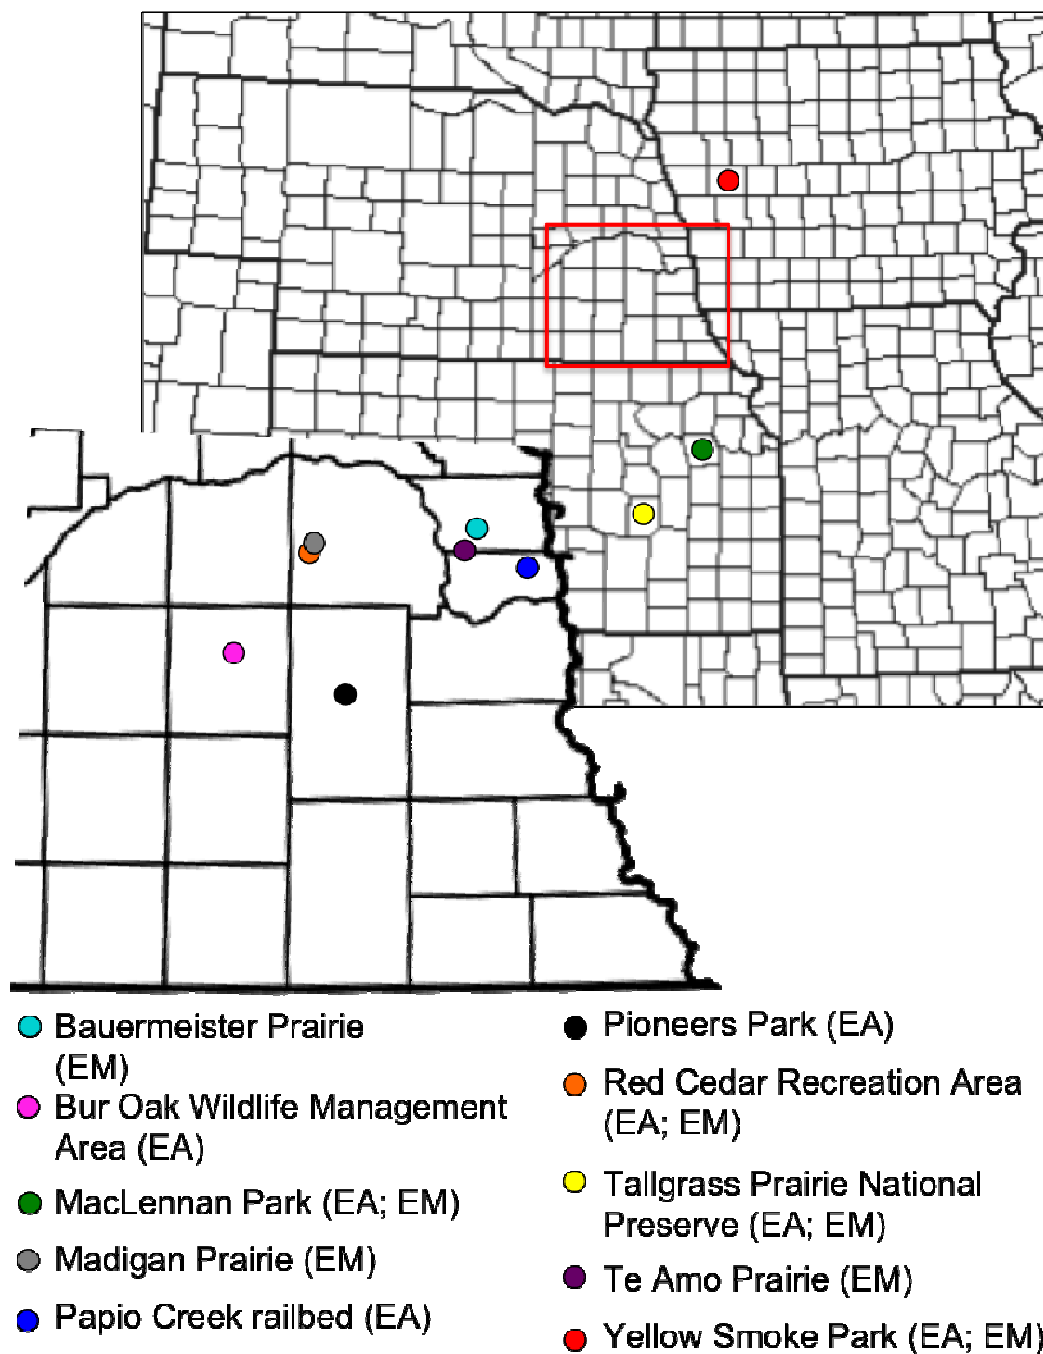 Bauermeister Prairie
(EM)
Bur Oak Wildlife Management
Area (EA)
MacLennan Park (EA; EM)
Madigan Prairie (EM)
Papio Creek railbed (EA)
Pioneers Park (EA)
Red Cedar Recreation Area
(EA; EM)
Tallgrass Prairie National
Preserve (EA; EM)
Te Amo Prairie (EM)
Yellow Smoke Park (EA; EM)